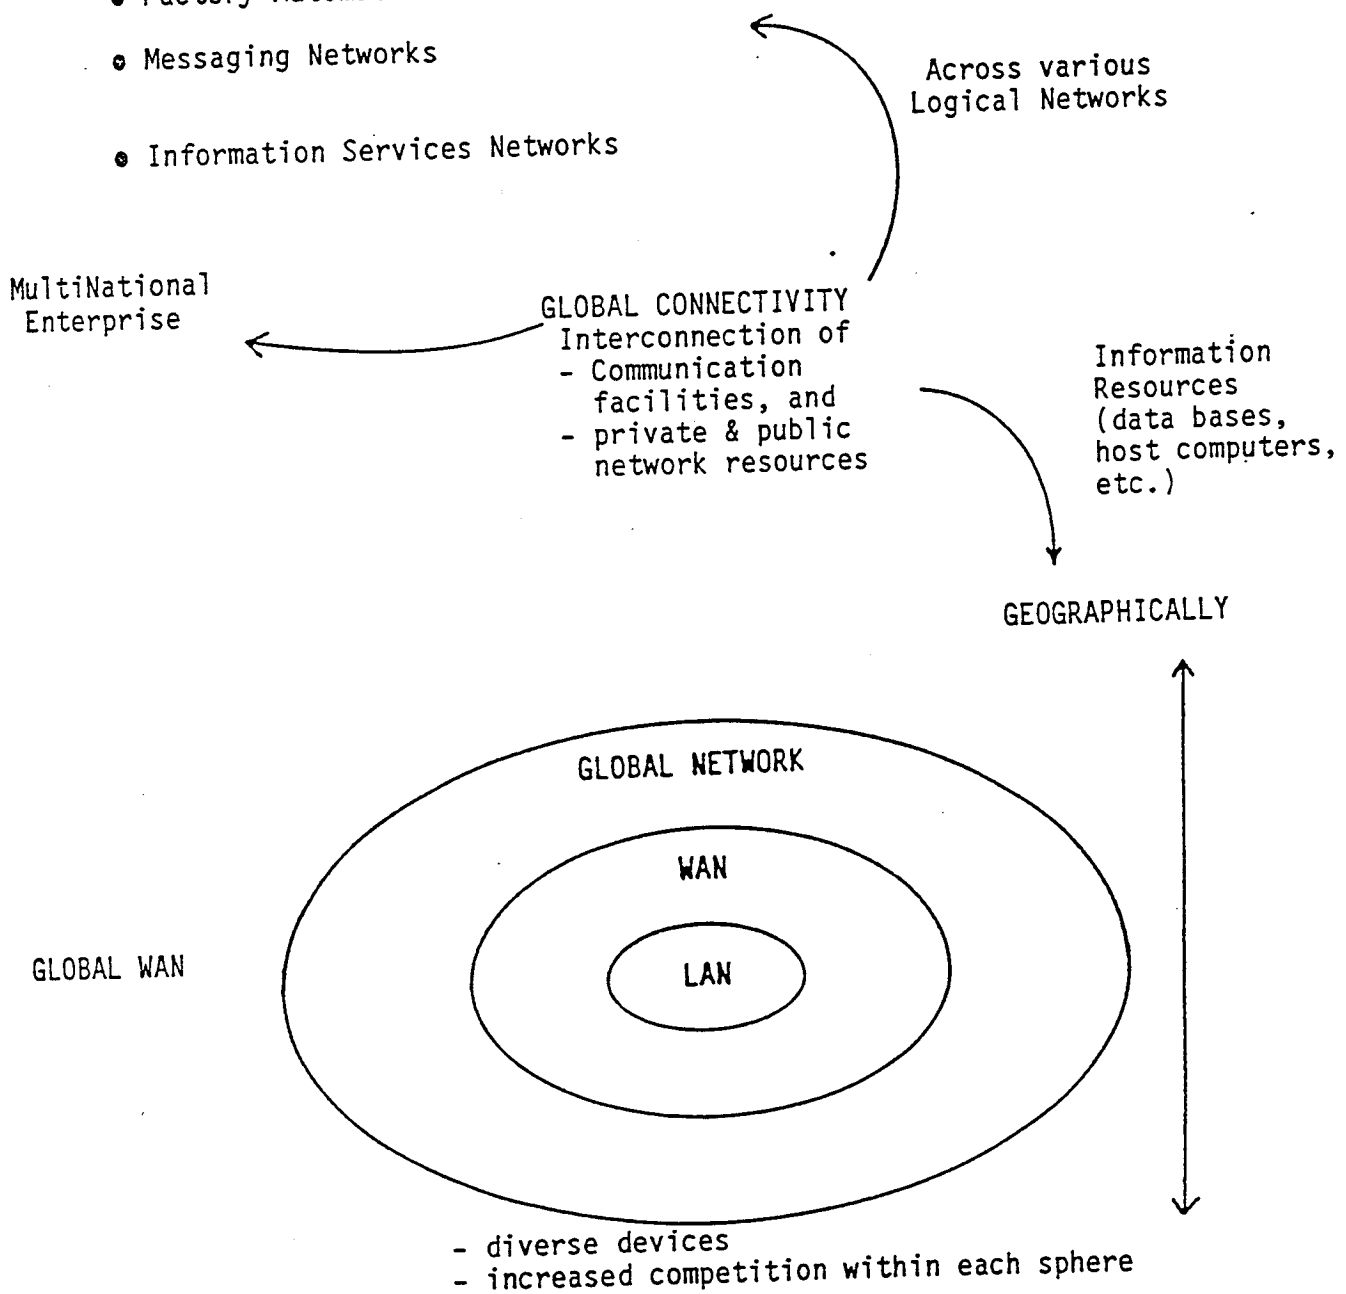 • Factory
• Messaging Networks
• Information Services Networks
Across various
Logical Networks
MultiNational
Enterprise
GLOBAL CONNECTIVITY
Interconnection of
- Communication
facilities, and
- private & public
network resources
Information
Resources
(data bases,
host computers,
etc.)
GEOGRAPHICALLY
GLOBAL NETWORK
WAN
LAN
GLOBAL WAN
- diverse devices
- increased competition within each sphere